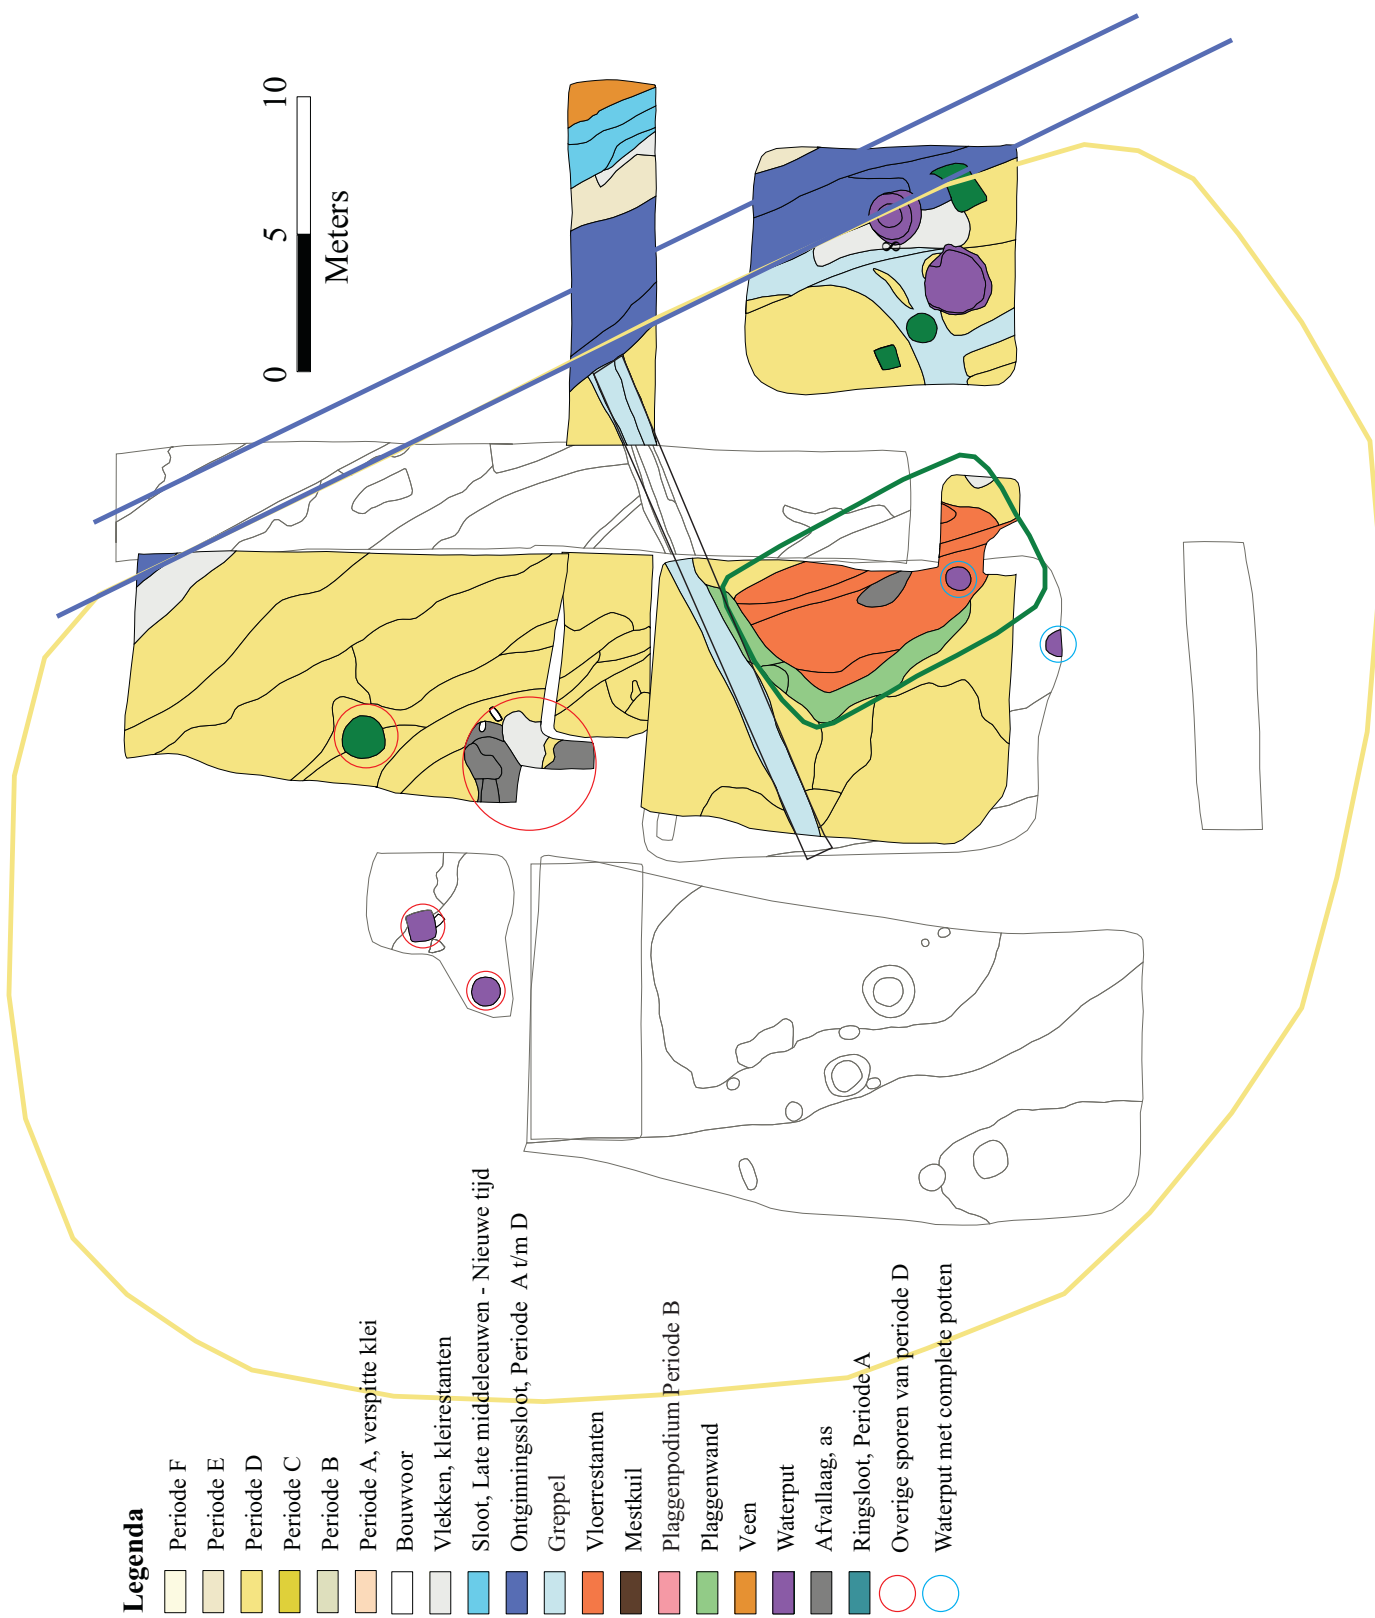 0 5 10
Meters
8
Legenda
Periode F
Periode E
Periode D
Periode C
Periode B
Periode A, verspitte klei
Bouwvoor
Vlekken, kleirestanten
Sloot, Late middeleeuwen - Nieuwe tijd
Ontginningssloot, Periode A t/m D
Greppel
Vloerrestanten
Mestkuil
Plaggenpodium Periode B
Plaggenwand
Veen
Waterput
Afvallaag, as
Ringsloot, Periode A
Overige sporen van periode D
Waterput met complete potten